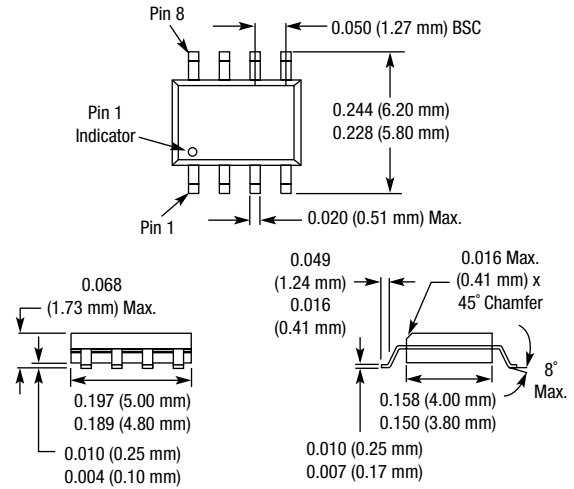 Pin 8
0.050 (1.27 mm) BSC
Pin 1
Indicator
0.244 (6.20 mm)
0.228 (5.80 mm)
Pin 1
0.020 (0.51 mm) Max.
0.068
(1.73 mm) Max.
0.197 (5.00 mm)
0.189 (4.80 mm)
0.010 (0.25 mm)
0.004 (0.10 mm)
0.049
(1.24 mm)
0.016
(0.41 mm)
0.016 Max.
(0.41 mm) x
45° Chamfer
8°
Max.
0.158 (4.00 mm)
0.150 (3.80 mm)
0.010 (0.25 mm)
0.007 (0.17 mm)